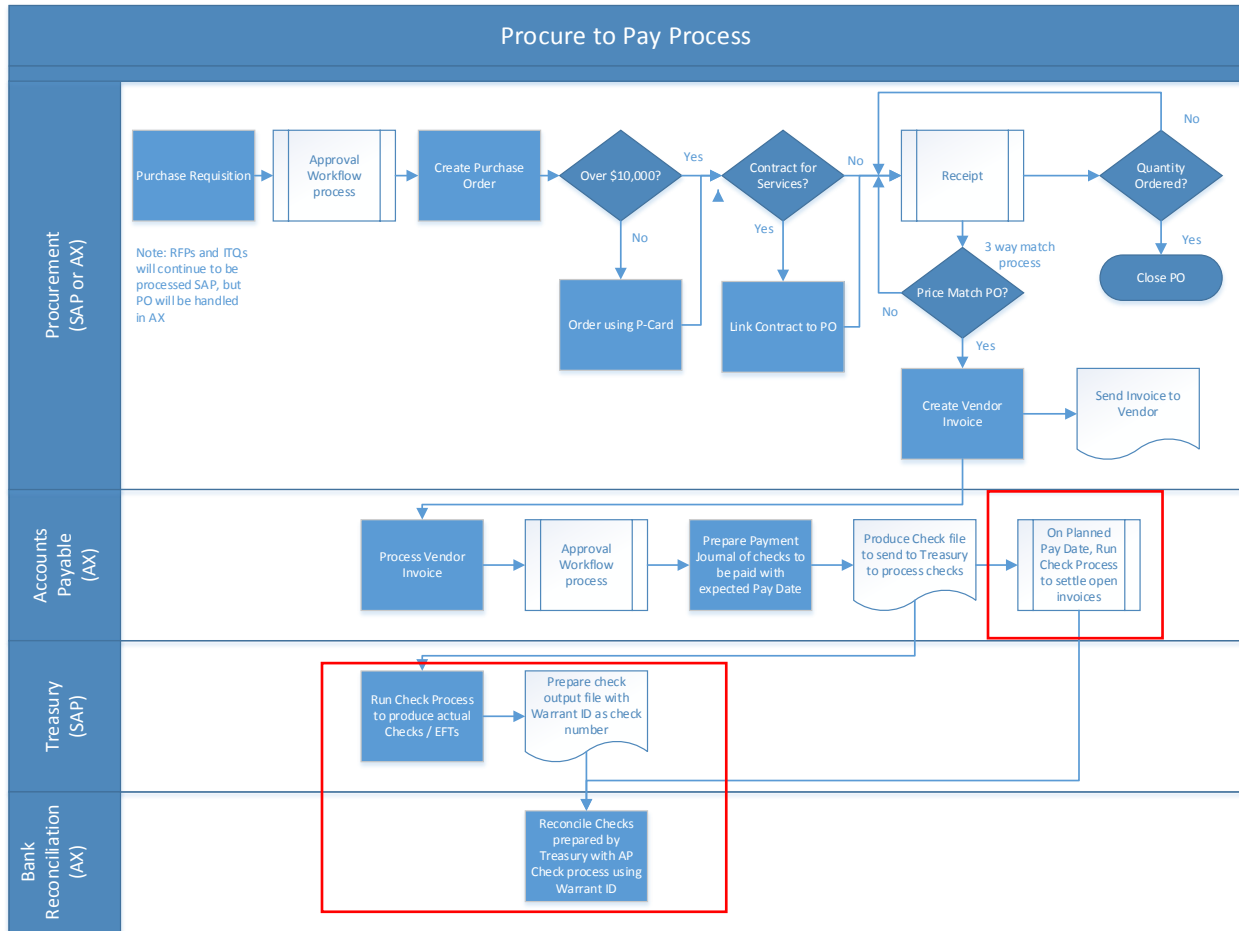 Procure to Pay Process
Procurement
(SAP or AX)
Purchase Requisition
Approval
Workflow
process
Create Purchase
Order
Over $10,000?
Yes
No
Order using P-Card
Contract for
Services?
No
Yes
Link Contract to PO
Receipt
No
Quantity
Ordered?
Yes
Close PO
3 way match
process
Price Match PO?
No
Yes
Note: RFPs and ITQs
will continue to be
processed SAP, but
PO will be handled
in AX
Create Vendor
Invoice
Send Invoice to
Vendor
Accounts
Payable
(AX)
Process Vendor
Invoice
Approval
Workflow
process
Prepare Payment
Journal of checks to
be paid with
expected Pay Date
Produce Check file
to send to Treasury
to process checks
On Planned
Pay Date, Run
Check Process
to settle open
invoices
Treasury
(SAP)
Run Check Process
to produce actual
Checks / EFTs
Prepare check
output file with
Warrant ID as check
number
Bank
Reconciliation
(AX)
Reconcile Checks
prepared by
Treasury with AP
Check process using
Warrant ID